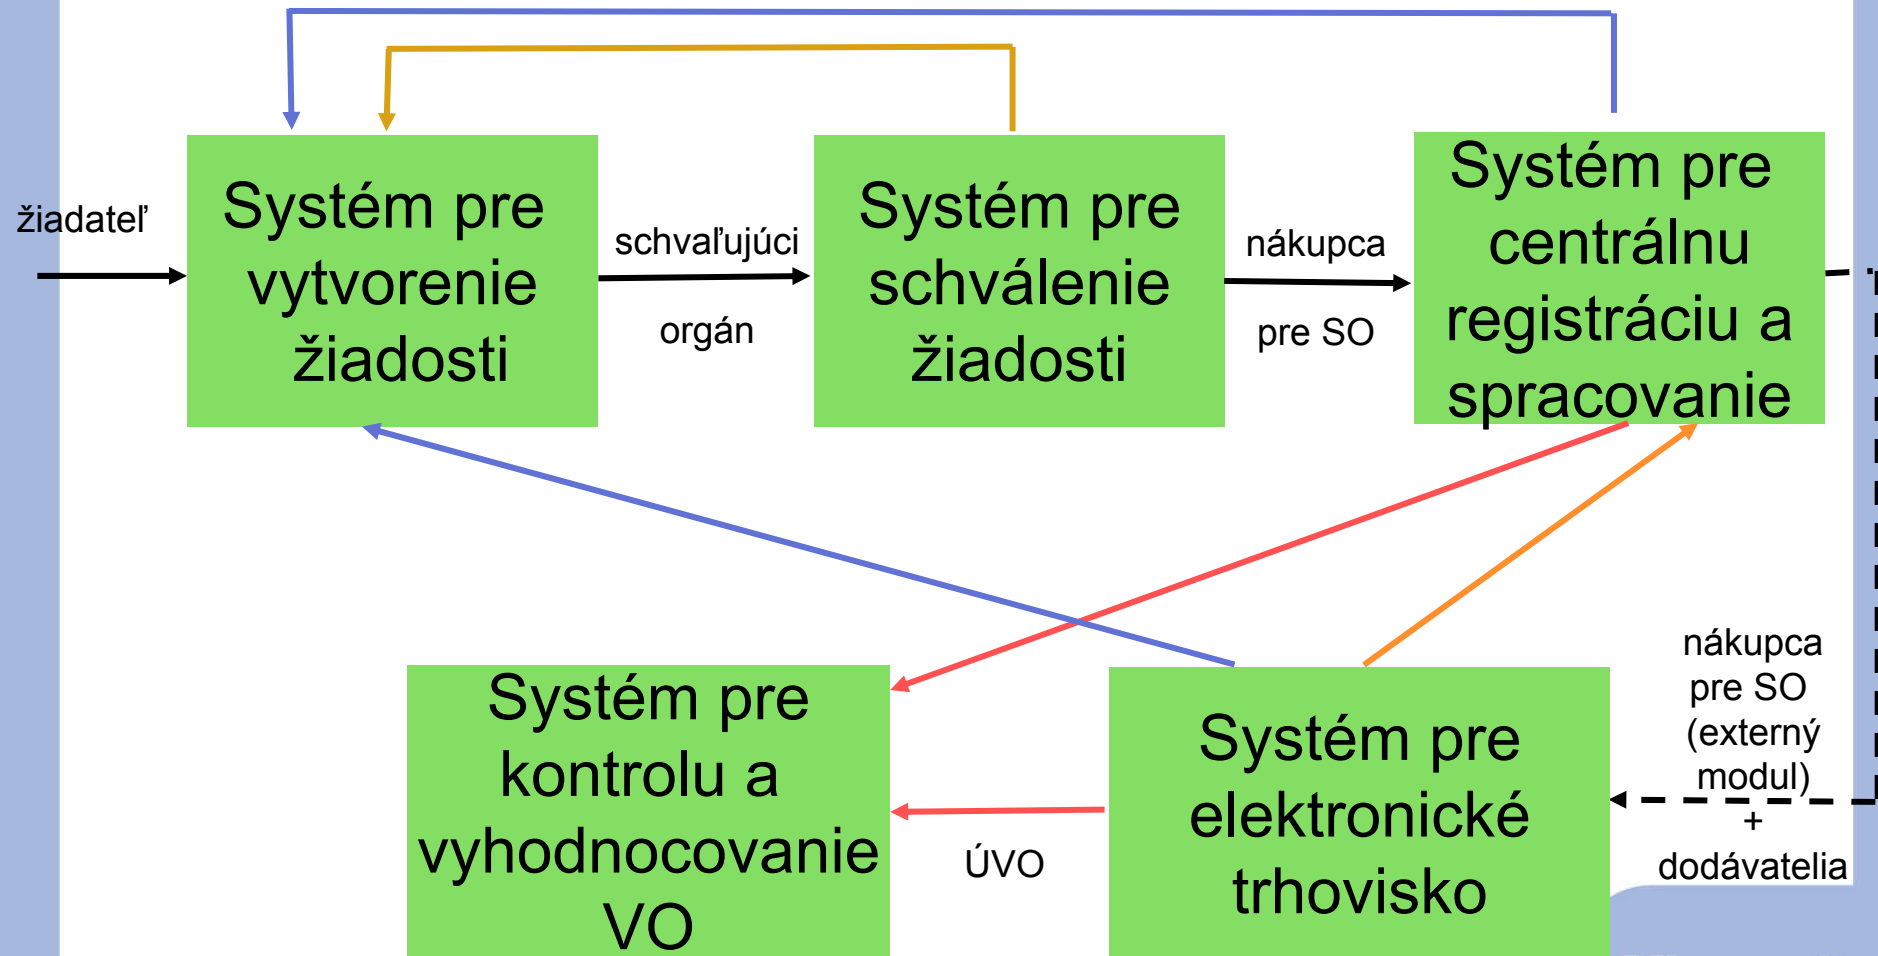 žiadateľ
Systém pre
vytvorenie
žiadosti
schvaľujúci
orgán
Systém pre
schválenie
žiadosti
nákupca
pre SO
Systém pre
centrálnu
registráciu a
spracovanie
Systém pre
kontrolu a
vyhodnocovanie
VO
ÚVO
Systém pre
elektronické
trhovisko
nákupca
pre SO
(externý
modul)
+
dodávatelia